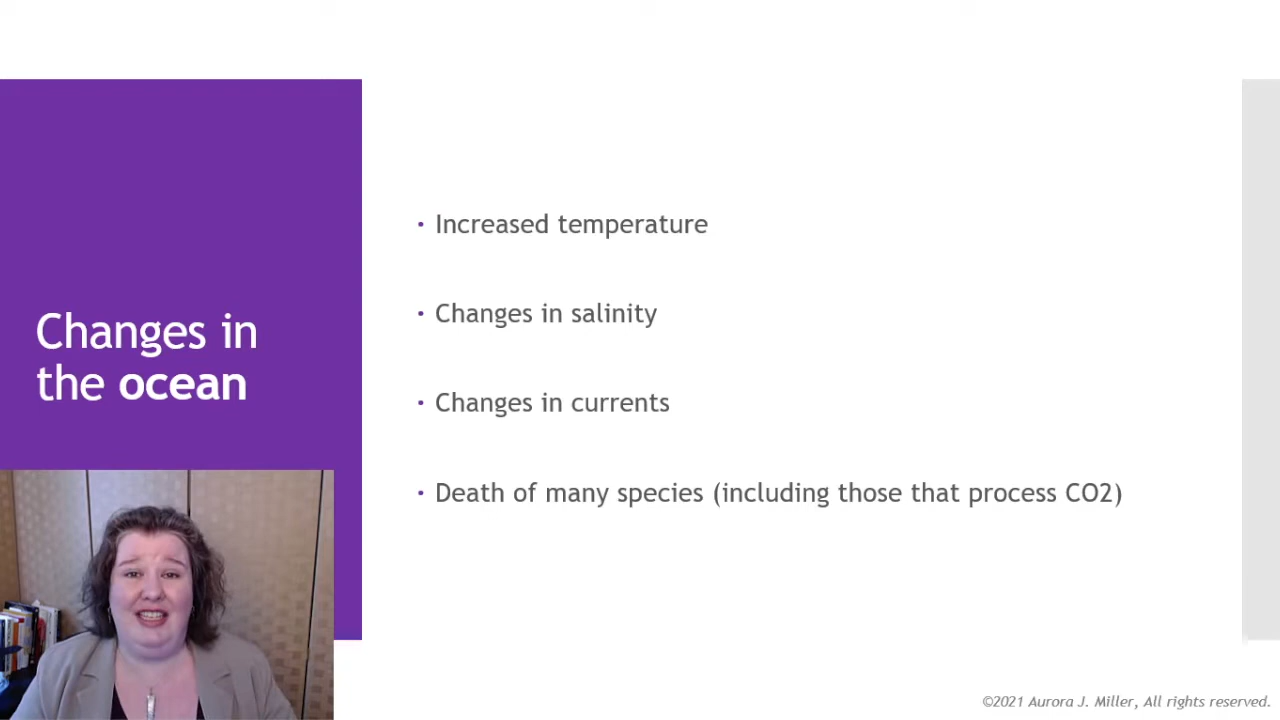 Changes in
the ocean
• Increased temperature
• Changes in salinity
• Changes in currents
• Death of many species (including those that process CO2)
©2021 Aurora J. Miller, All rights reserved.